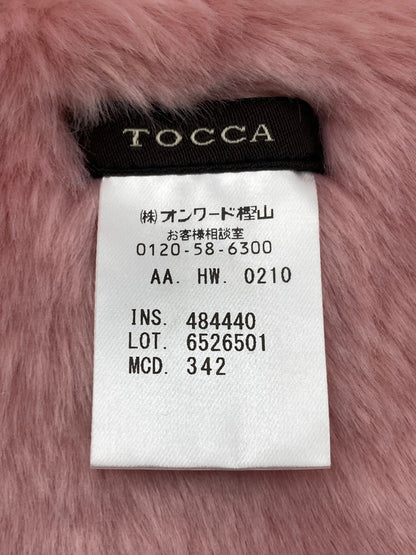 TOCCA
㈱オンワード樫山
お客様相談室
0120-58-6300
AA. HW. 0210
INS. 484440
LOT. 6526501
MCD. 342